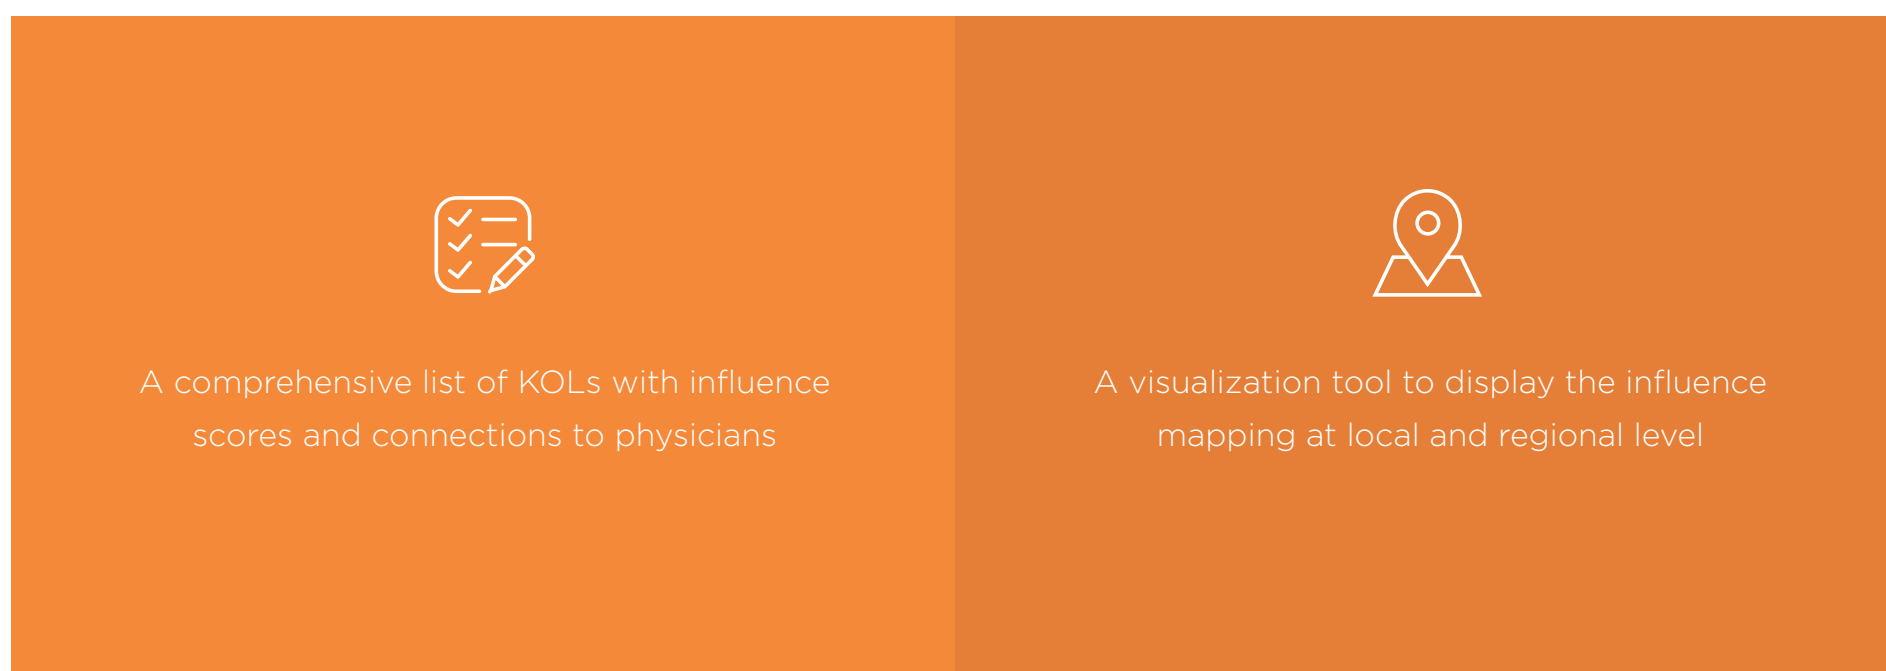 A comprehensive list of KOLs with influence
scores and connections to physicians
A visualization tool to display the influence
mapping at local and regional level